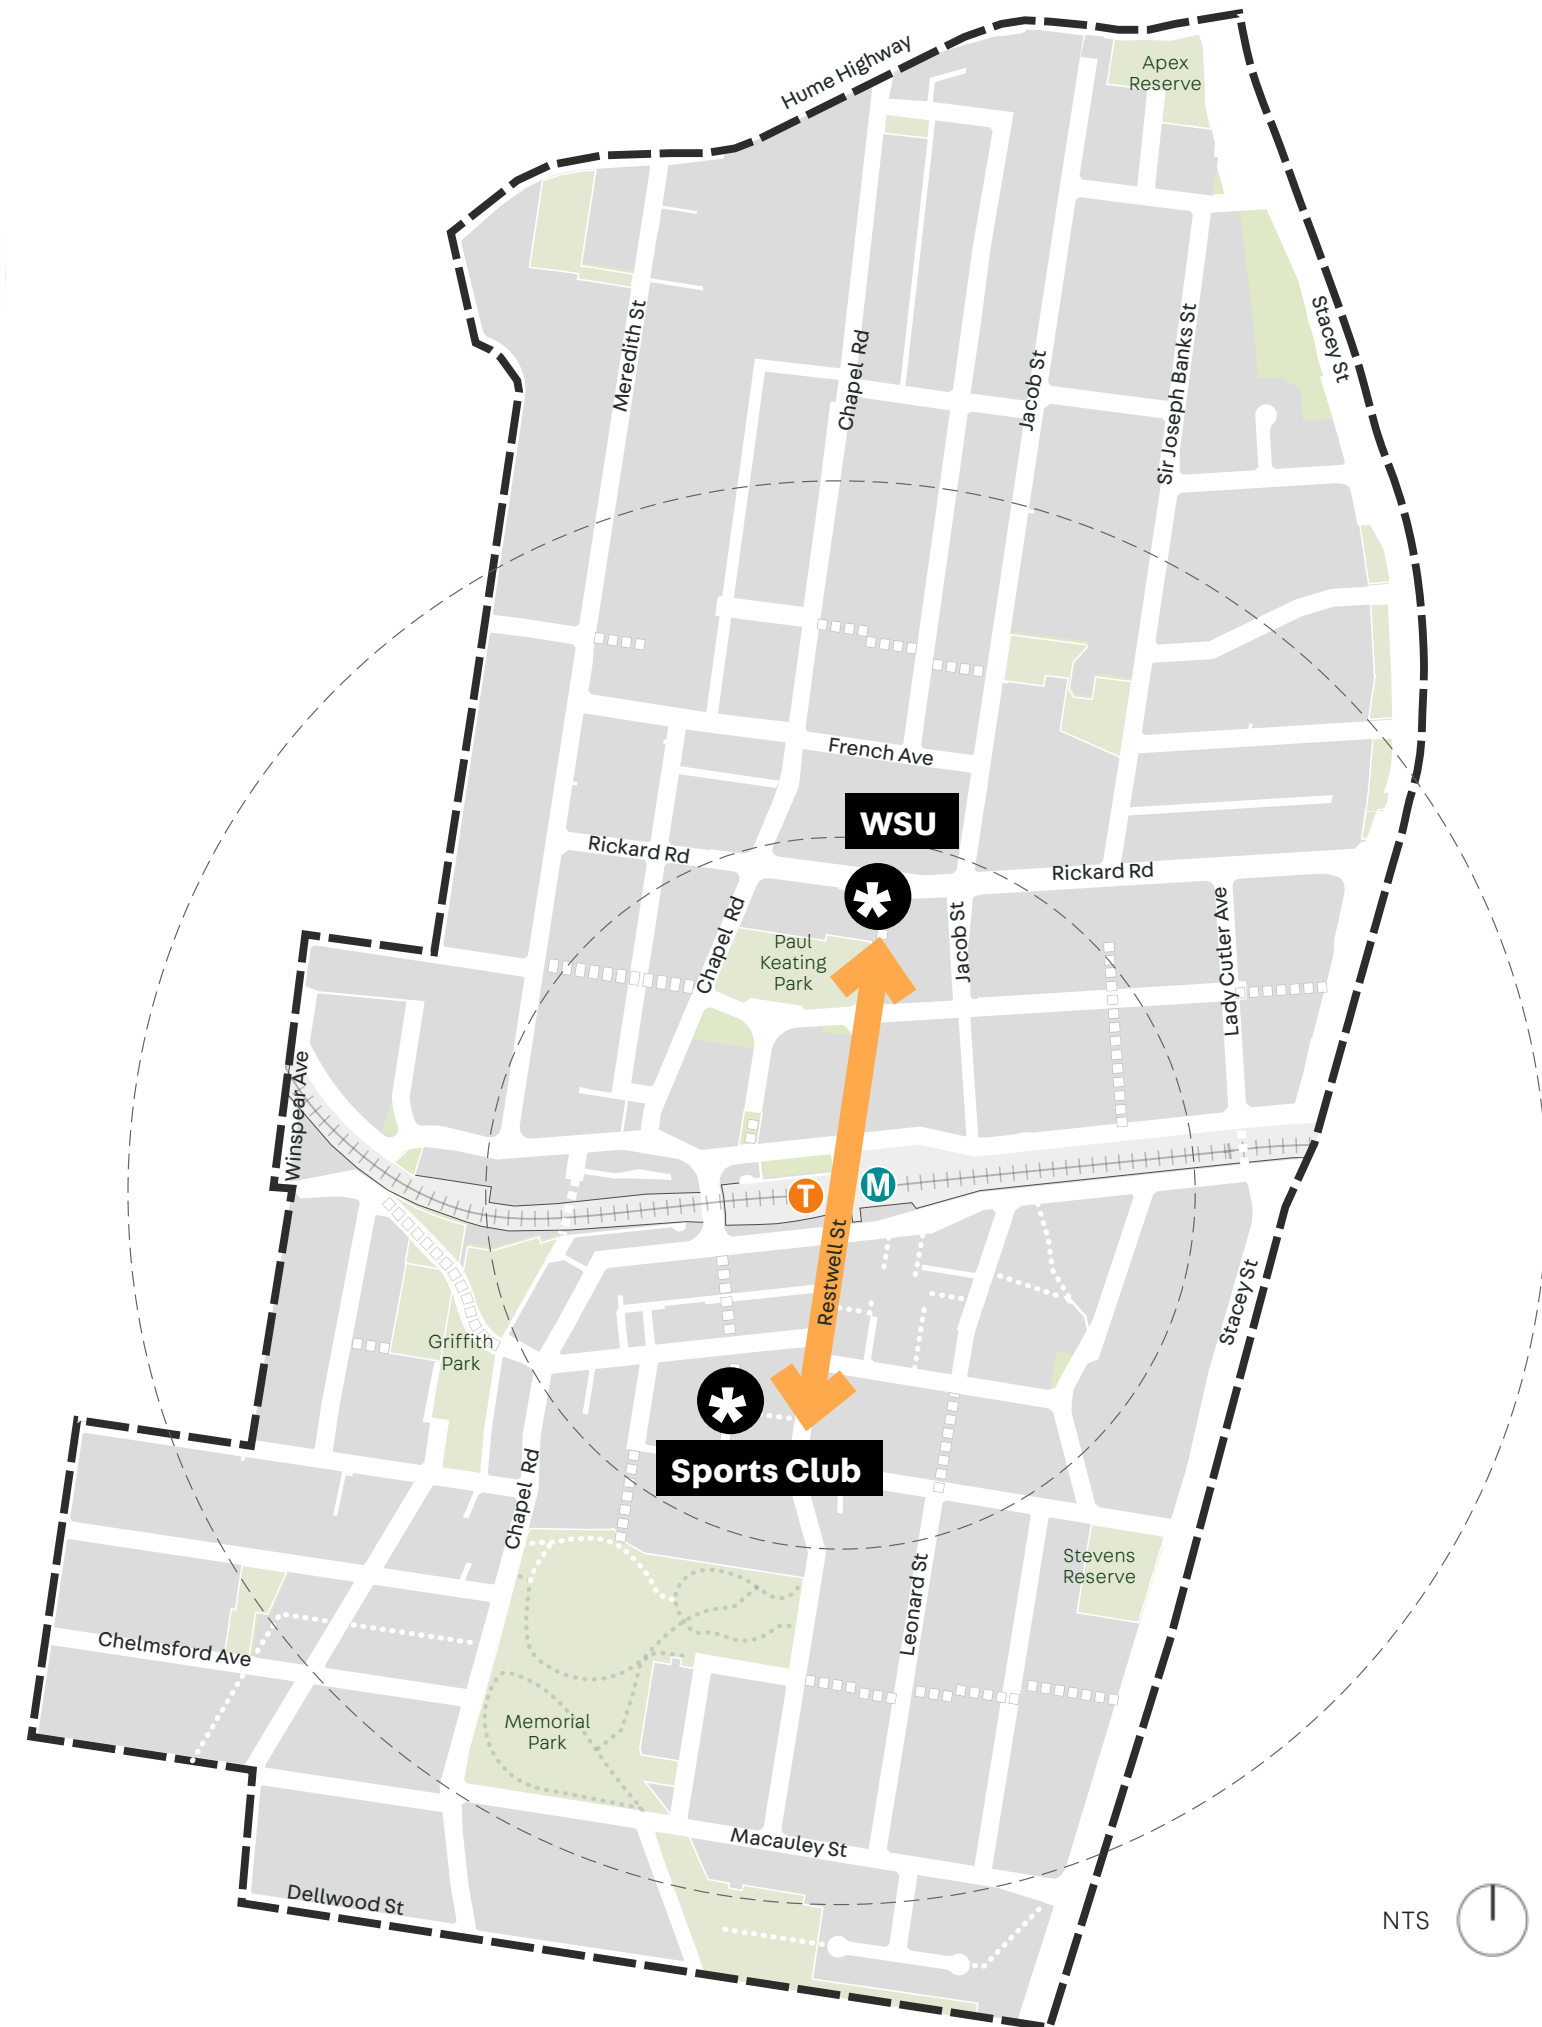 Hume Highway
Apex
Reserve
Meredith St
Chapel Rd
Jacob St
Sir Joseph Banks St
Stacey St
French Ave
WSU
Rickard Rd
Rickard Rd
Chapel Rd
Paul
Keating
Park
Jacob St
Lady Cutler Ave
Winspear Ave
T
M
Restwell St
Stacey St
Griffith
Park
Sports Club
Chapel Rd
Leonard St
Stevens
Reserve
Chelmsford Ave
Memorial
Park
Macauley St
Dellwood St
NTS